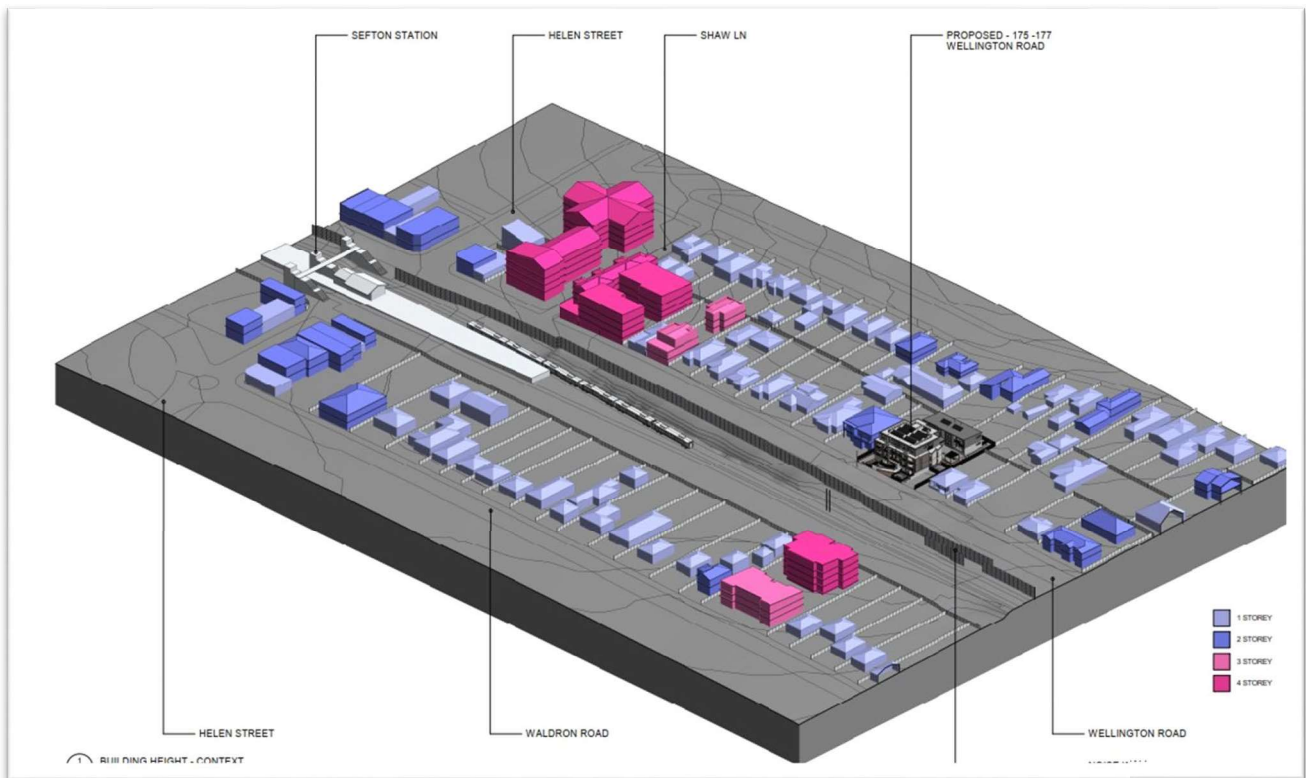 SEFTON STATION
HELEN STREET
SHAW LN
PROPOSED - 175 -177
WELLINGTON ROAD
1 STOREY
2 STOREY
3 STOREY
4 STOREY
HELEN STREET
WALDRON ROAD
WELLINGTON ROAD
1 BUILDING HEIGHT - CONTEXT